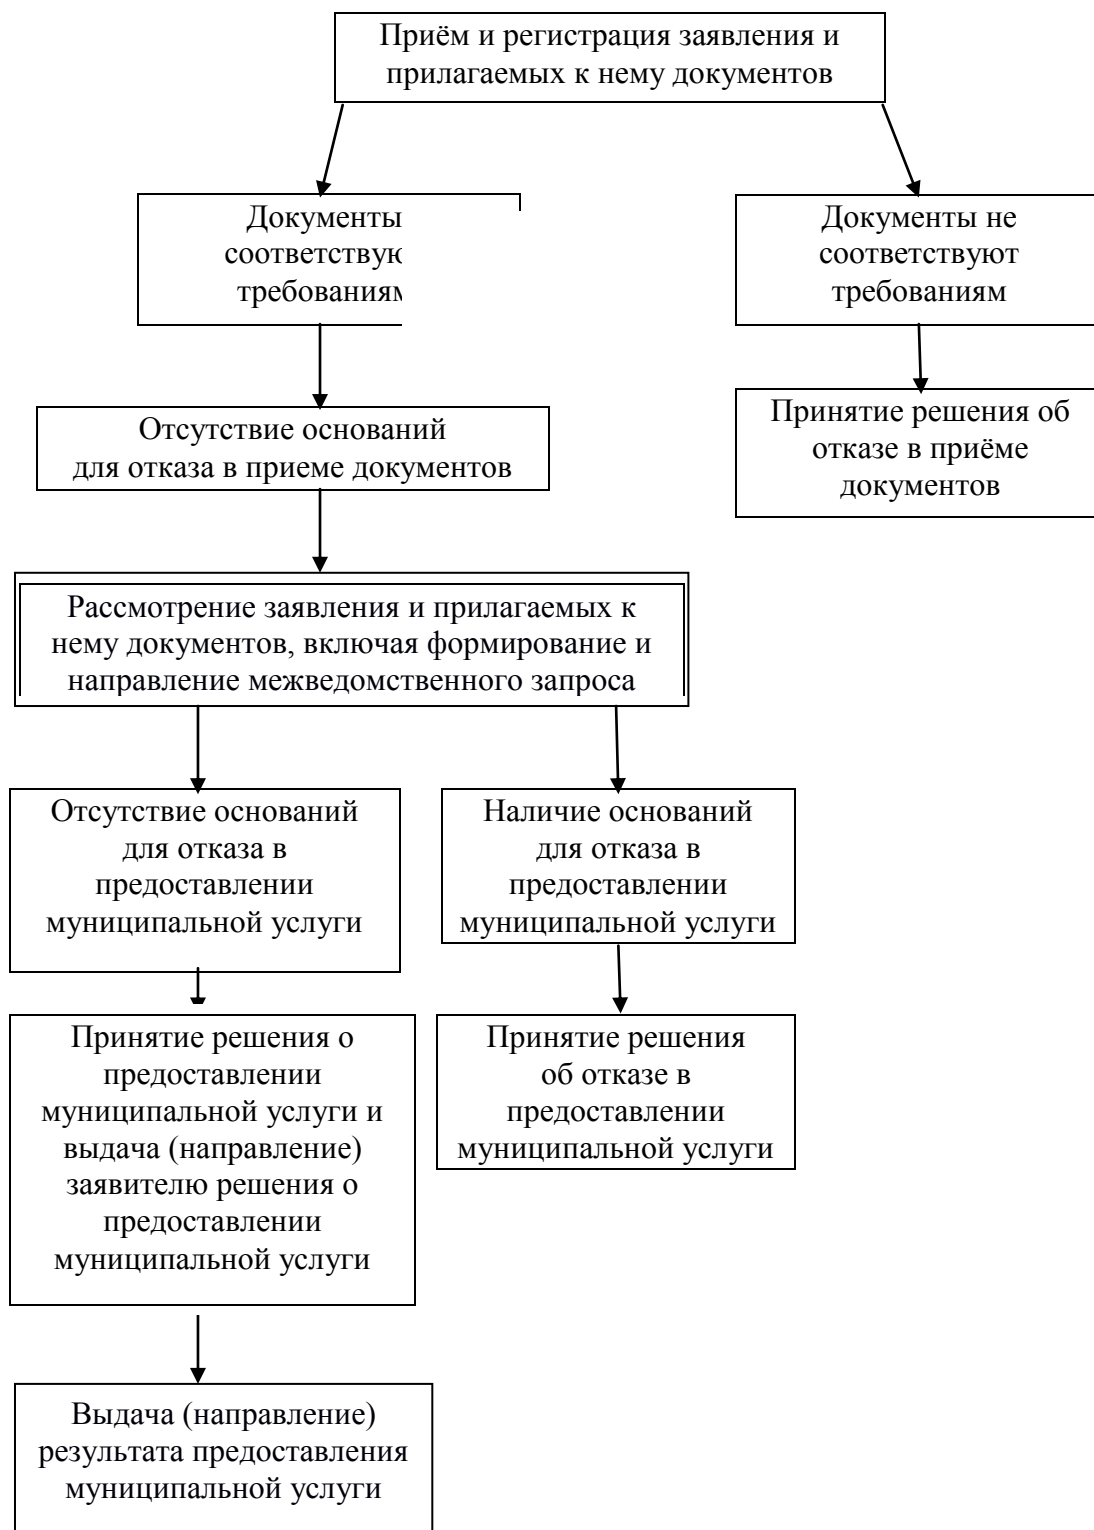 Приём и регистрация заявления и
прилагаемых к нему документов
Документы
соответствую
требованиям
Документы не
соответствуют
требованиям
Отсутствие оснований
для отказа в приеме документов
Принятие решения об
отказе в приёме
документов
Рассмотрение заявления и прилагаемых к
нему документов, включая формирование и
направление межведомственного запроса
Отсутствие оснований
для отказа в
предоставлении
муниципальной услуги
Наличие оснований
для отказа в
предоставлении
муниципальной услуги
Принятие решения о
предоставлении
муниципальной услуги и
выдача (направление)
заявителю решения о
предоставлении
муниципальной услуги
Принятие решения
об отказе в
предоставлении
муниципальной услуги
Выдача (направление)
результата предоставления
муниципальной услуги